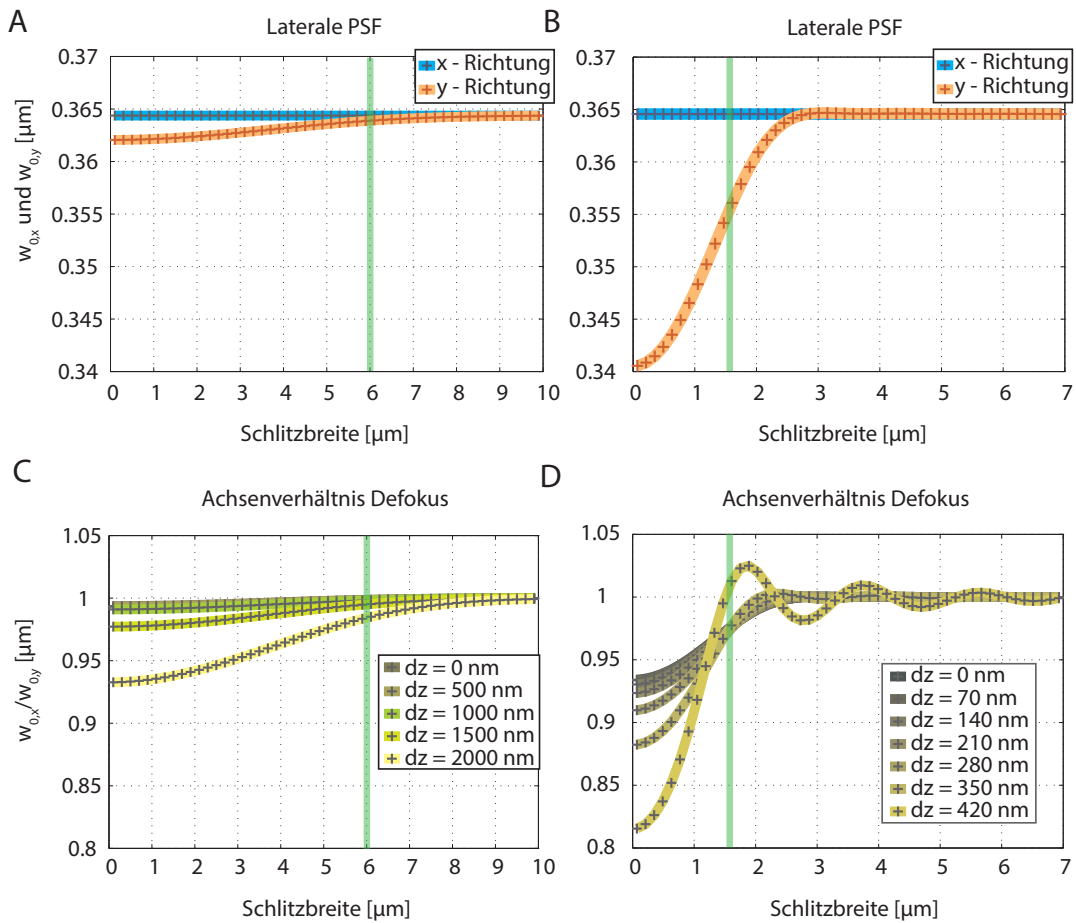 A
Laterale PSF
0.37
0.365
0.36
0.355
0.35
0.345
0.34
w0,x und w0,y [µm]
x - Richtung
y - Richtung
0 1 2 3 4 5 6 7 8 9 10
Schlitzbreite [µm]
B
Laterale PSF
0.37
0.365
0.36
0.355
0.35
0.345
0.34
x - Richtung
y - Richtung
0 1 2 3 4 5 6 7
Schlitzbreite [µm]
C
Achsenverhältnis Defokus
1.05
1
0.95
0.9
0.85
0.8
w0,x/w0,y [µm]
dz = 0 nm
dz = 500 nm
dz = 1000 nm
dz = 1500 nm
dz = 2000 nm
0 1 2 3 4 5 6 7 8 9 10
Schlitzbreite [µm]
D
Achsenverhältnis Defokus
1.05
1
0.95
0.9
0.85
0.8
dz = 0 nm
dz = 70 nm
dz = 140 nm
dz = 210 nm
dz = 280 nm
dz = 350 nm
dz = 420 nm
0 1 2 3 4 5 6 7
Schlitzbreite [µm]